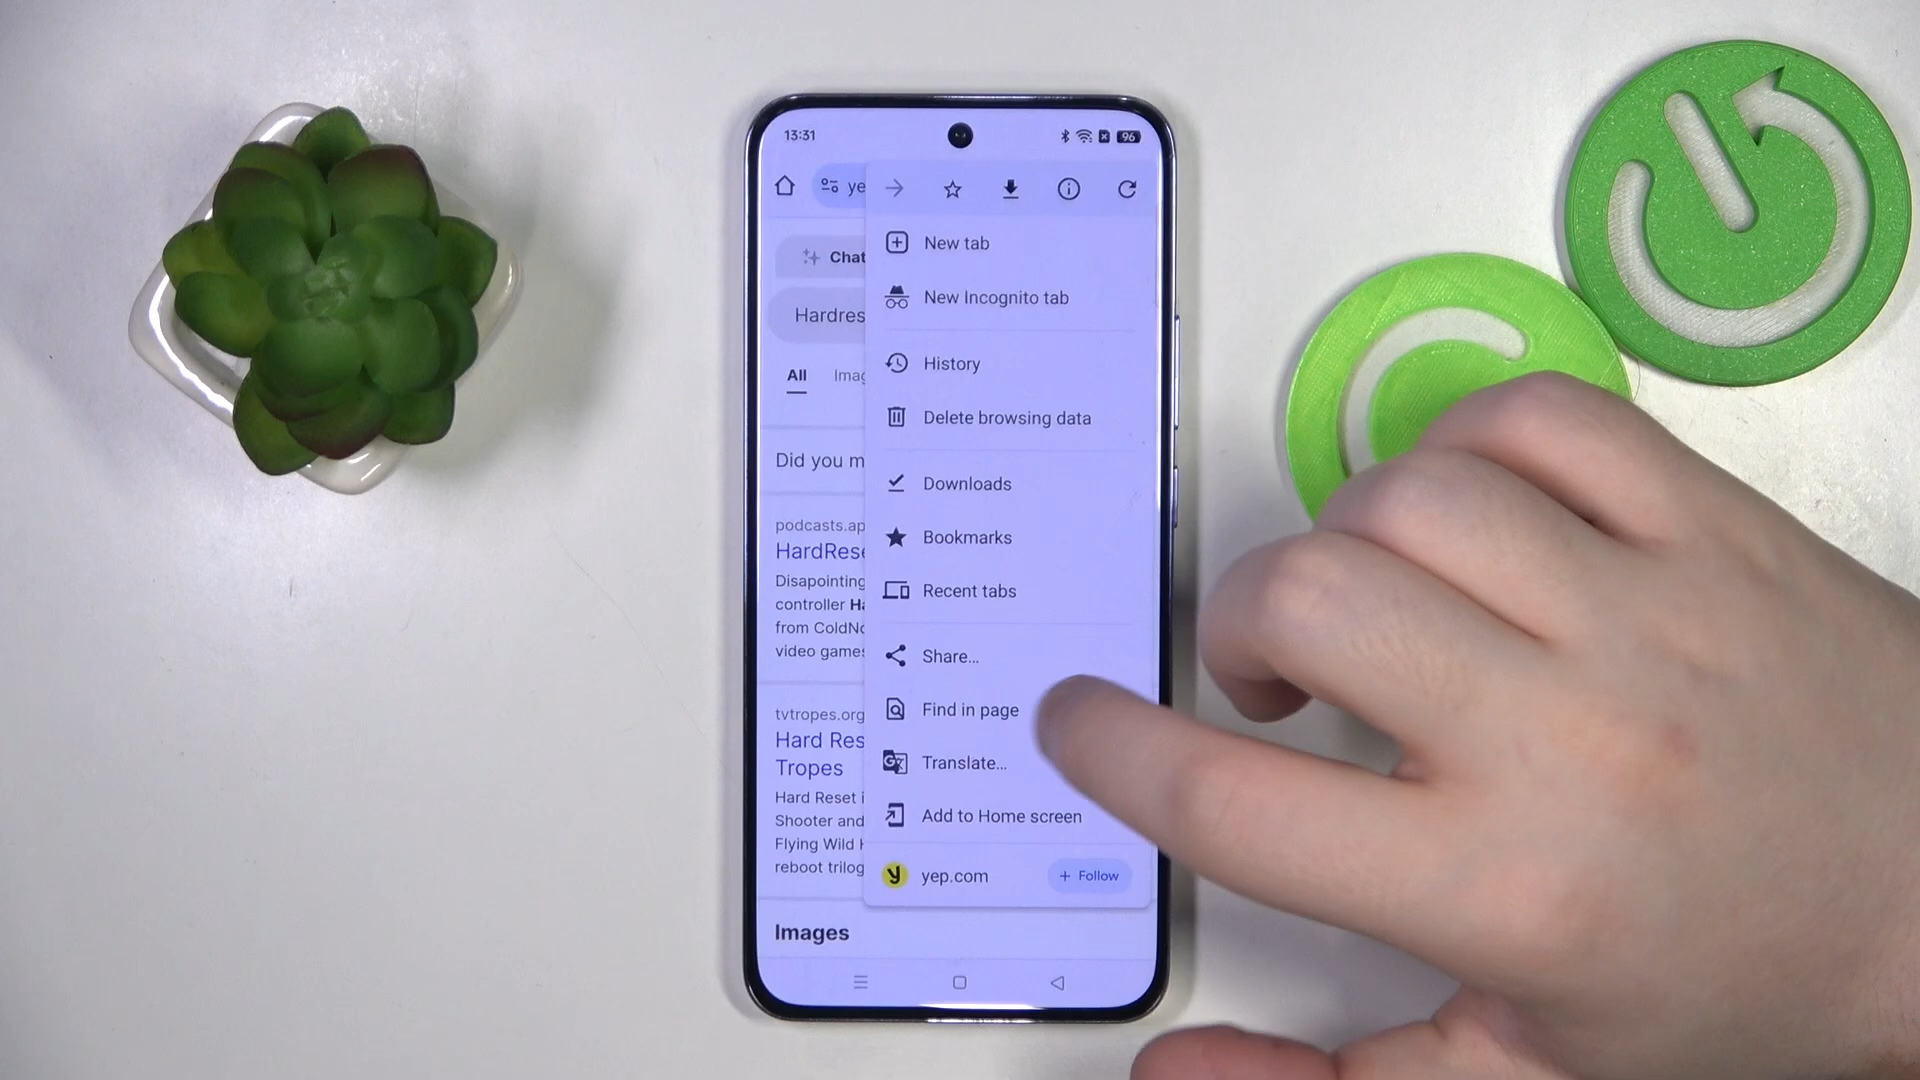 13:31
96
ye
New tab
New Incognito tab
History
Delete browsing data
Downloads
Bookmarks
Recent tabs
Share...
Find in page
Translate...
Add to Home screen
yep.com
+ Follow
Chat
Hardres
All
Imag
Did you m
podcasts.ap
HardRese
Disapointing
controller Ha
from ColdNo
video games
tvtropes.org
Hard Res
Tropes
Hard Reset i
Shooter and
Flying Wild H
reboot trilog
Images